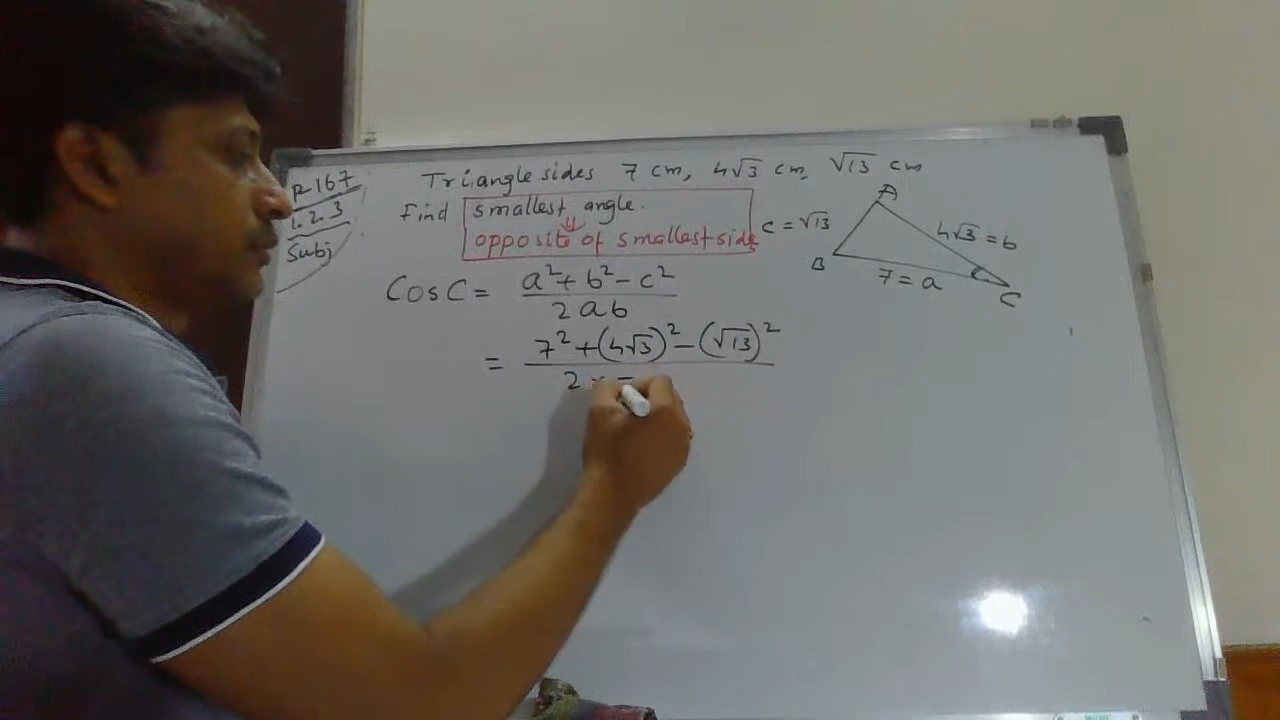 P-167
1.2.3
Subj
Triangle sides 7 cm, 4√3 cm, √13 cm
Find smallest angle.
⇓
opposite of smallest side
A
c = √13
4√3 = b
B
7 = a
C
Cos C = (a² + b² - c²) / 2ab
= (7² + (4√3)² - (√13)²) / 2 ×